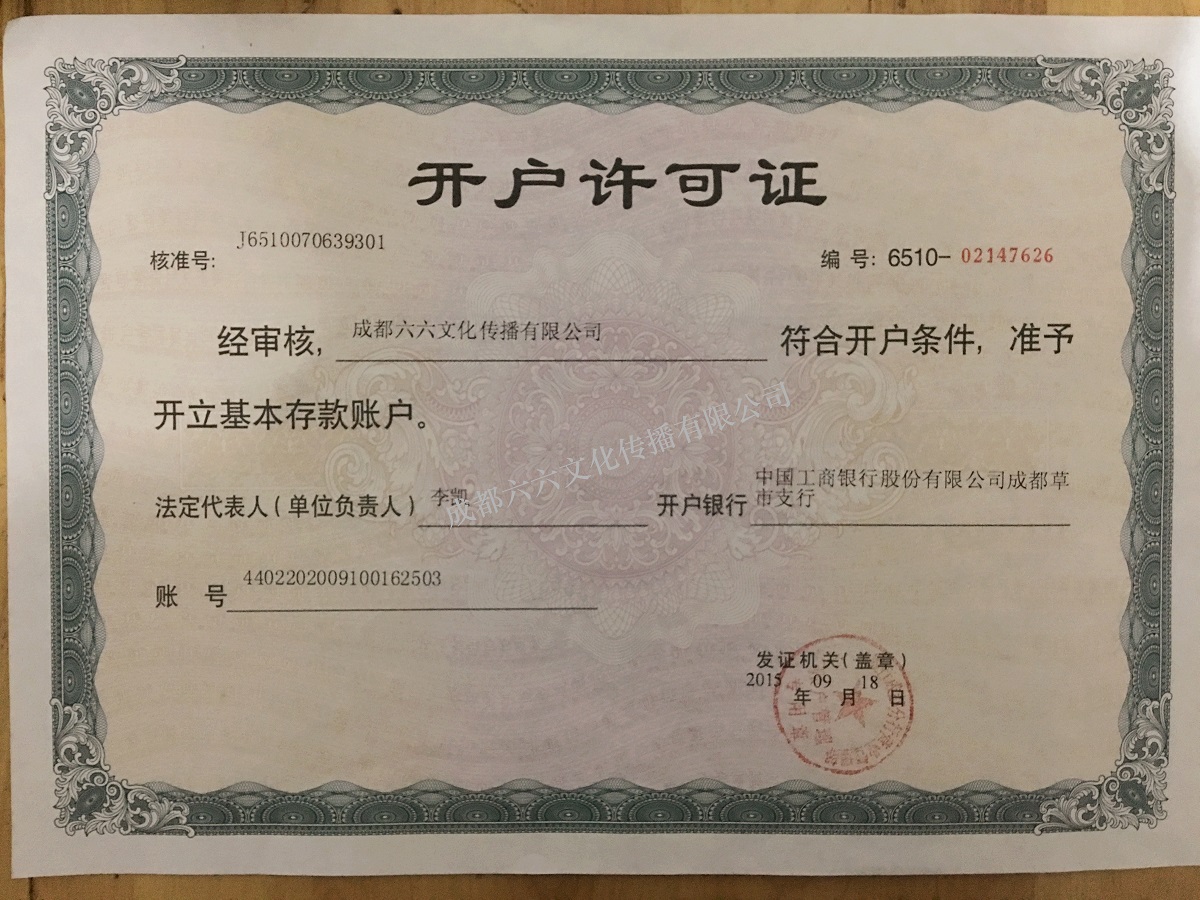 开户许可证
核准号: J6510070639301
编 号: 6510- 02147626
经审核, 成都六六文化传播有限公司 符合开户条件, 准予
开立基本存款账户。
法定代表人(单位负责人) 李凯 开户银行 中国工商银行股份有限公司成都草
市支行
账 号 4402202009100162503
发证机关(盖章)
2015 年 09 月 18 日
成都六六文化传播有限公司